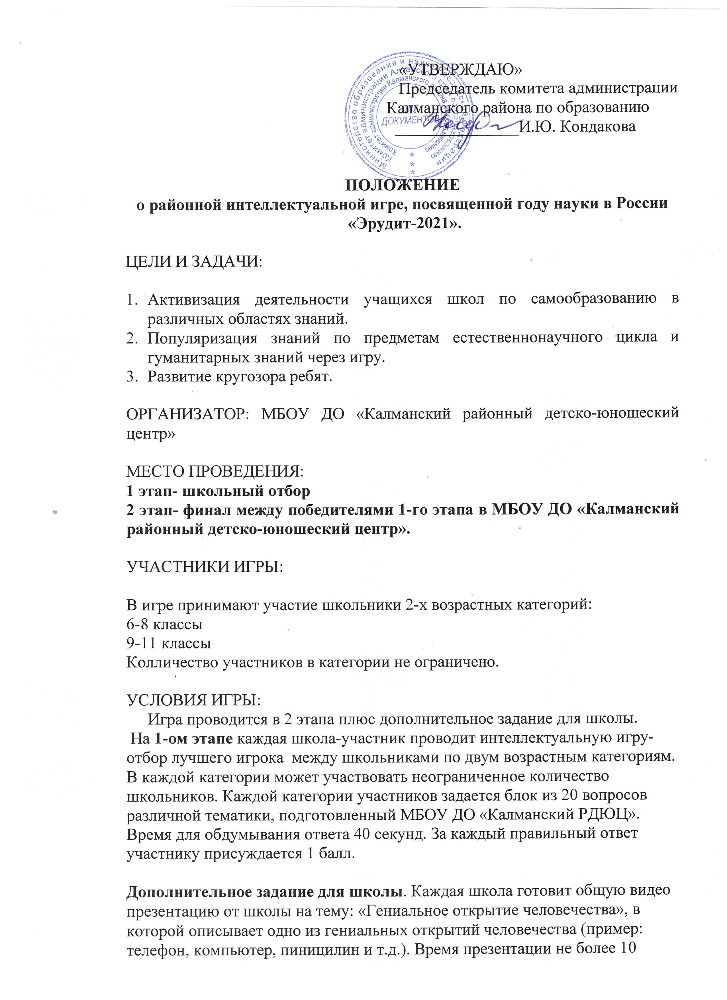 «УТВЕРЖДАЮ»
Председатель комитета администрации
Калманского района по образованию
И.Ю. Кондакова
Министерство образования и науки Российской Федерации
Комитет администрации Алтайского края по образованию
Комитет администрации Калманского района по образованию
ДЛЯ
ДОКУМЕНТОВ
ПОЛОЖЕНИЕ
о районной интеллектуальной игре, посвященной году науки в России
«Эрудит-2021».
ЦЕЛИ И ЗАДАЧИ:
1. Активизация деятельности учащихся школ по самообразованию в
различных областях знаний.
2. Популяризация знаний по предметам естественнонаучного цикла и
гуманитарных знаний через игру.
3. Развитие кругозора ребят.
ОРГАНИЗАТОР: МБОУ ДО «Калманский районный детско-юношеский
центр»
МЕСТО ПРОВЕДЕНИЯ:
1 этап- школьный отбор
2 этап- финал между победителями 1-го этапа в МБОУ ДО «Калманский
районный детско-юношеский центр».
УЧАСТНИКИ ИГРЫ:
В игре принимают участие школьники 2-х возрастных категорий:
6-8 классы
9-11 классы
Колличество участников в категории не ограничено.
УСЛОВИЯ ИГРЫ:
Игра проводится в 2 этапа плюс дополнительное задание для школы.
На 1-ом этапе каждая школа-участник проводит интеллектуальную игру-
отбор лучшего игрока между школьниками по двум возрастным категориям.
В каждой категории может участвовать неограниченное количество
школьников. Каждой категории участников задается блок из 20 вопросов
различной тематики, подготовленный МБОУ ДО «Калманский РДЮЦ».
Время для обдумывания ответа 40 секунд. За каждый правильный ответ
участнику присуждается 1 балл.
Дополнительное задание для школы. Каждая школа готовит общую видео
презентацию от школы на тему: «Гениальное открытие человечества», в
которой описывает одно из гениальных открытий человечества (пример:
телефон, компьютер, пиницилин и т.д.). Время презентации не более 10